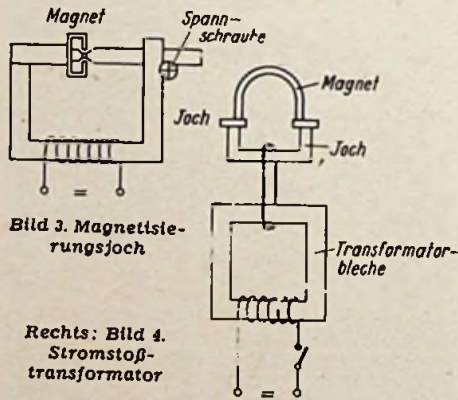 Magnet
Spann-
schraube
Magnet
Joch
Joch
=
Bild 3. Magnetisie-
rungsjoch
Transformator-
bleche
Rechts: Bild 4.
Stromstoß-
transformator
=